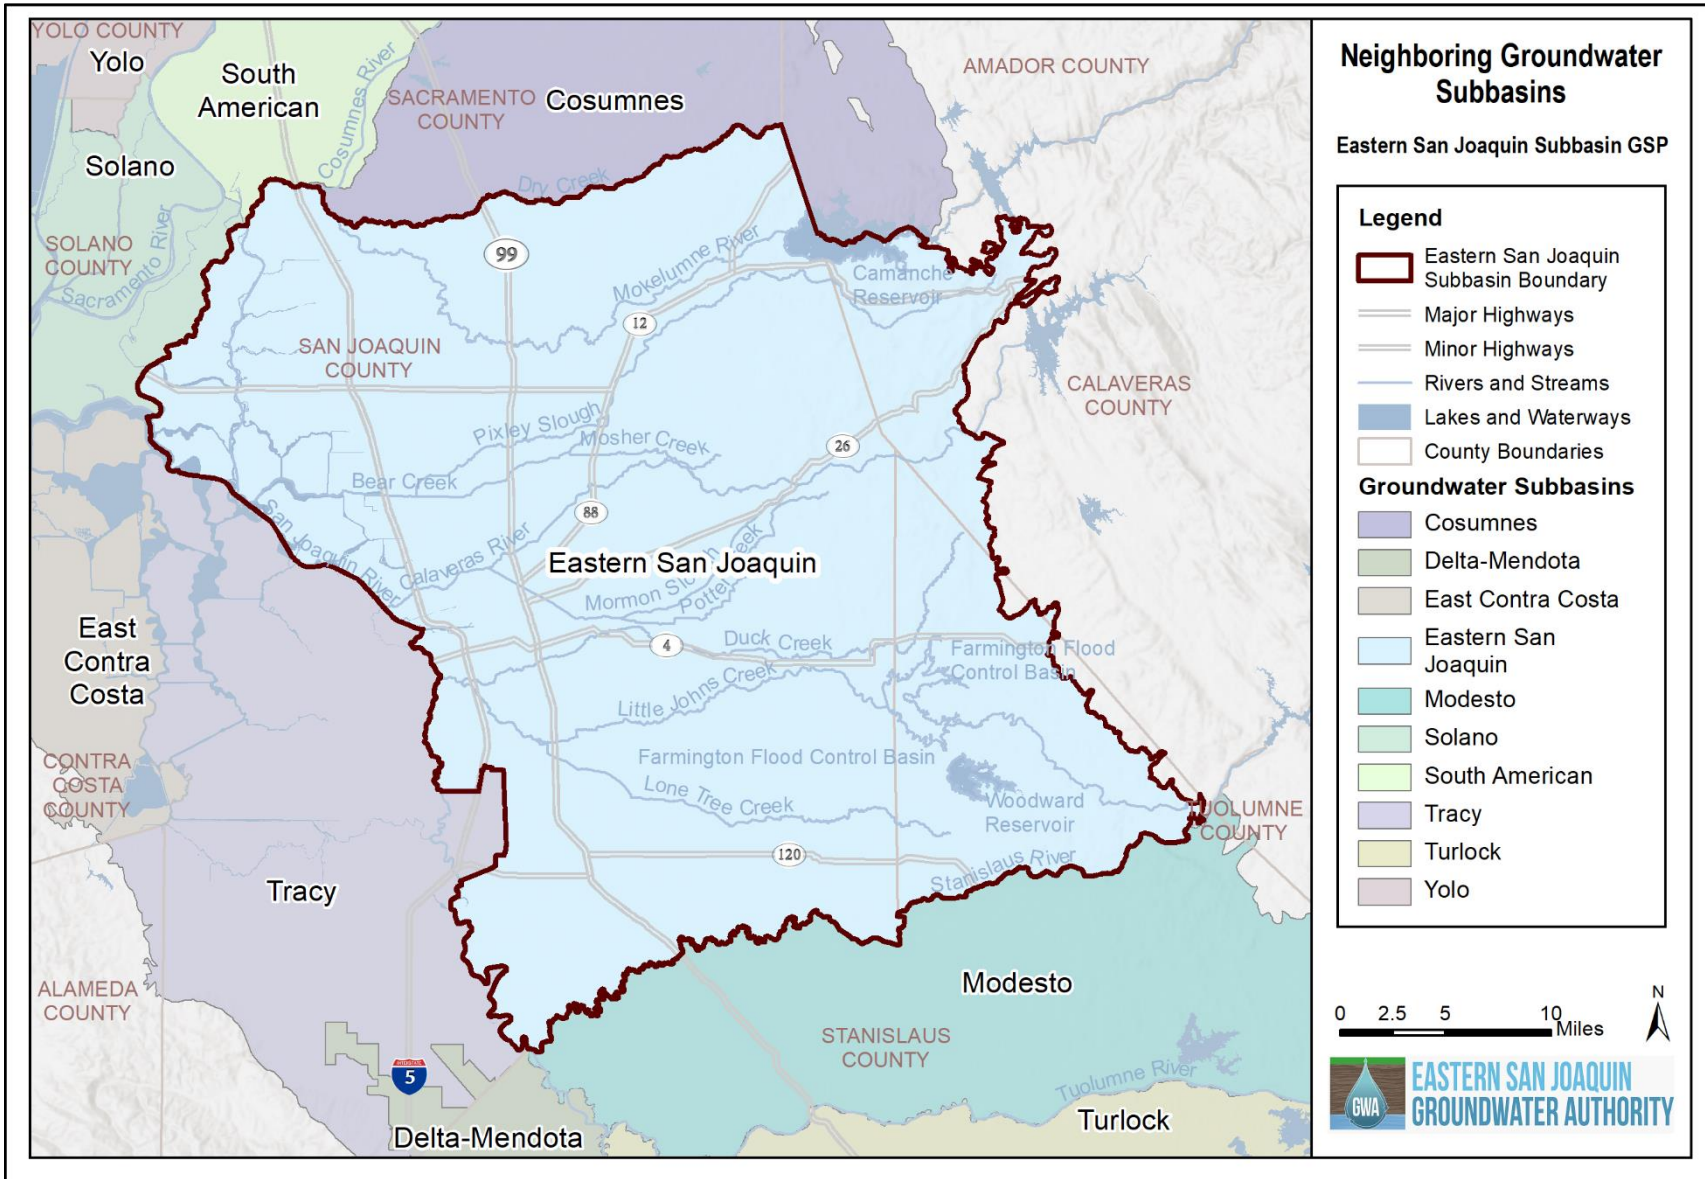 YOLO COUNTY
Yolo
South
American
Cosumnes River
SACRAMENTO
COUNTY
Cosumnes
AMADOR COUNTY
Solano
SOLANO
COUNTY
Sacramento River
Dry Creek
99
Mokelumne River
Camanche
Reservoir
12
SAN JOAQUIN
COUNTY
CALAVERAS
COUNTY
Pixley Slough
Mosher Creek
26
Bear Creek
88
San Joaquin River
Calaveras River
Eastern San Joaquin
Mormon Slough
Potter Creek
East
Contra
Costa
4
Duck Creek
Farmington Flood
Control Basin
Little Johns Creek
CONTRA
COSTA
COUNTY
Farmington Flood Control Basin
Lone Tree Creek
Woodward
Reservoir
TUOLUMNE
COUNTY
120
Stanislaus River
Tracy
ALAMEDA
COUNTY
Modesto
STANISLAUS
COUNTY
INTERSTATE
5
Tuolumne River
Delta-Mendota
Turlock
Neighboring Groundwater
Subbasins
Eastern San Joaquin Subbasin GSP
Legend
Eastern San Joaquin
Subbasin Boundary
Major Highways
Minor Highways
Rivers and Streams
Lakes and Waterways
County Boundaries
Groundwater Subbasins
Cosumnes
Delta-Mendota
East Contra Costa
Eastern San
Joaquin
Modesto
Solano
South American
Tracy
Turlock
Yolo
0 2.5 5 10
Miles
N
GWA
EASTERN SAN JOAQUIN
GROUNDWATER AUTHORITY